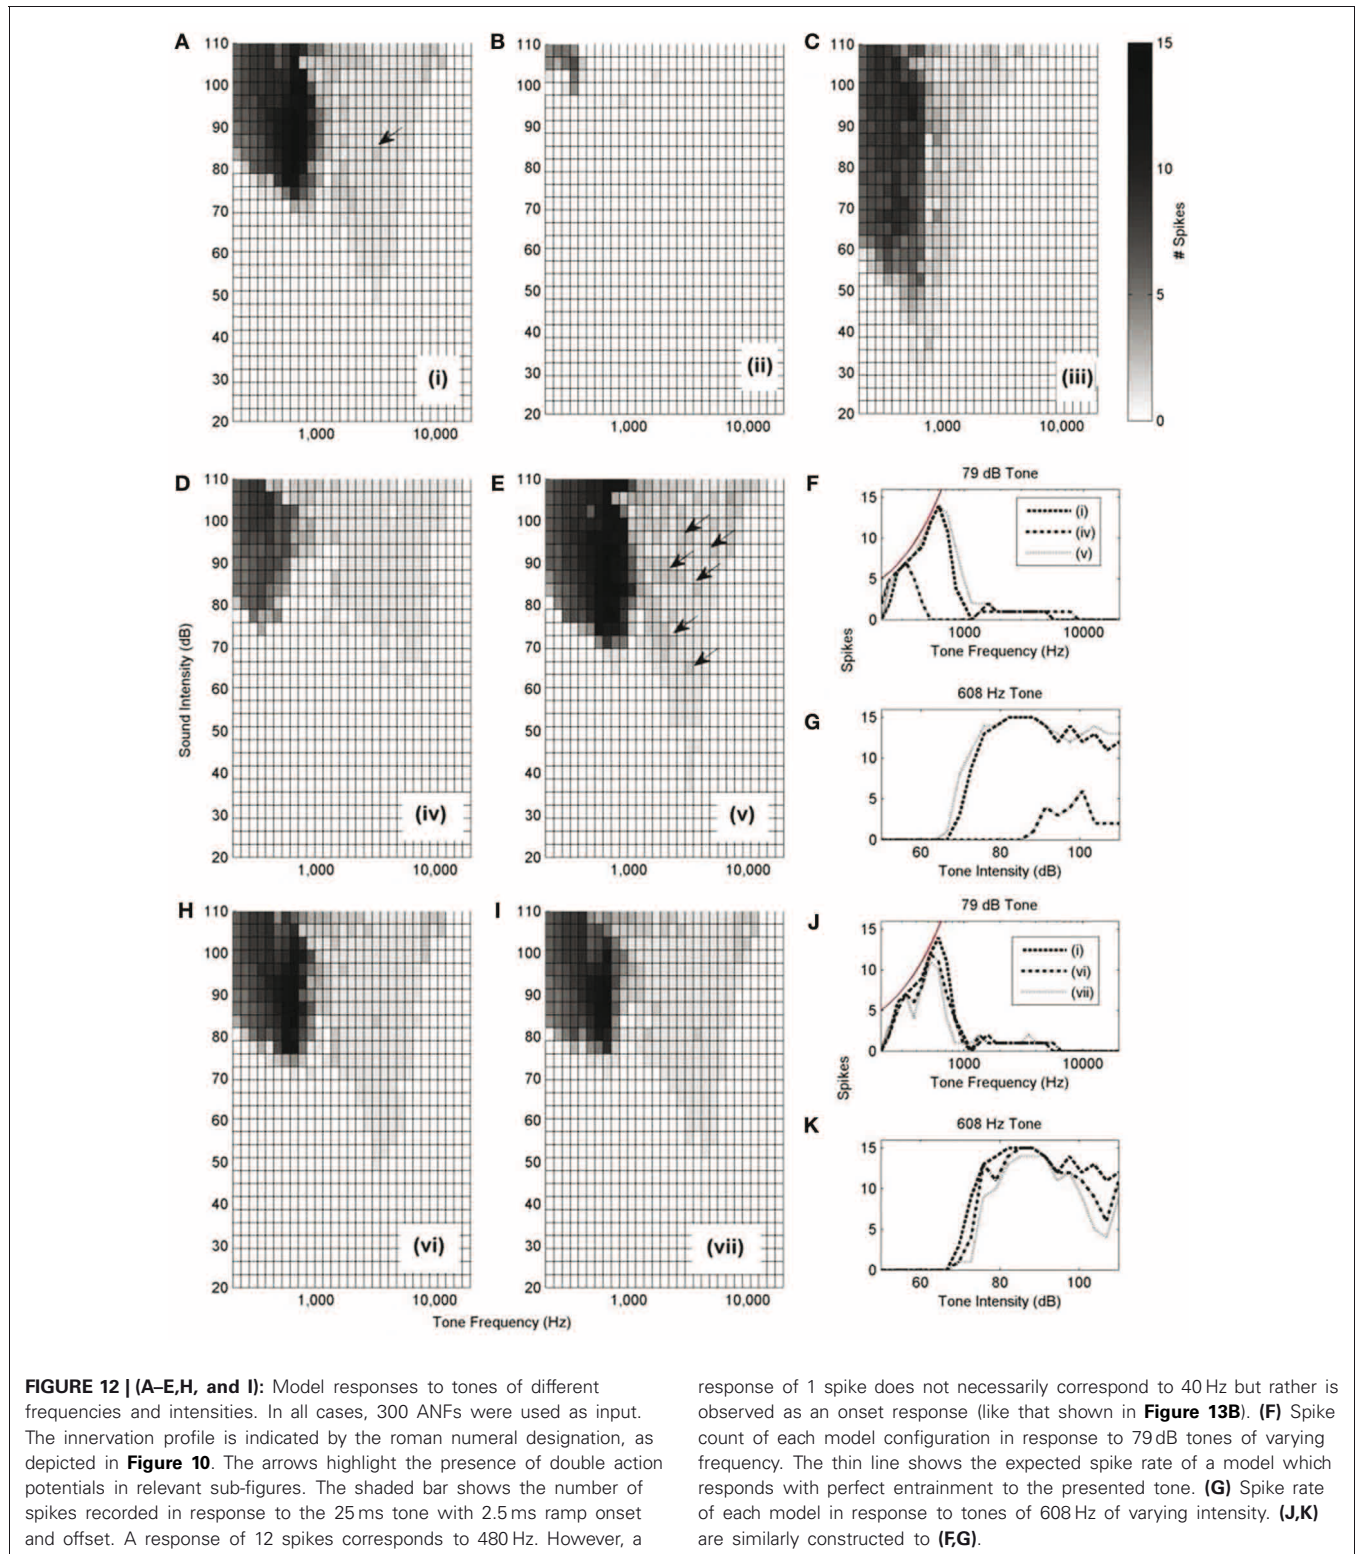 A
110
100
90
80
70
60
50
40
30
20
1,000
10,000
(i)
B
110
100
90
80
70
60
50
40
30
20
1,000
10,000
(ii)
C
110
100
90
80
70
60
50
40
30
20
1,000
10,000
(iii)
15
10
5
0
# Spikes
D
110
100
90
80
70
60
50
40
30
20
Sound Intensity (dB)
1,000
10,000
(iv)
E
110
100
90
80
70
60
50
40
30
20
1,000
10,000
(v)
F
79 dB Tone
15
10
5
0
(i)
(iv)
(v)
1000
10000
Spikes
Tone Frequency (Hz)
G
608 Hz Tone
15
10
5
0
60
80
100
Tone Intensity (dB)
H
110
100
90
80
70
60
50
40
30
20
1,000
10,000
(vi)
I
110
100
90
80
70
60
50
40
30
20
1,000
10,000
(vii)
Tone Frequency (Hz)
J
79 dB Tone
15
10
5
0
(i)
(vi)
(vii)
1000
10000
Spikes
Tone Frequency (Hz)
K
608 Hz Tone
15
10
5
0
60
80
100
Tone Intensity (dB)
FIGURE 12 | (A–E,H, and I): Model responses to tones of different
frequencies and intensities. In all cases, 300 ANFs were used as input.
The innervation profile is indicated by the roman numeral designation, as
depicted in Figure 10. The arrows highlight the presence of double action
potentials in relevant sub-figures. The shaded bar shows the number of
spikes recorded in response to the 25 ms tone with 2.5 ms ramp onset
and offset. A response of 12 spikes corresponds to 480 Hz. However, a
response of 1 spike does not necessarily correspond to 40 Hz but rather is
observed as an onset response (like that shown in Figure 13B). (F) Spike
count of each model configuration in response to 79 dB tones of varying
frequency. The thin line shows the expected spike rate of a model which
responds with perfect entrainment to the presented tone. (G) Spike rate
of each model in response to tones of 608 Hz of varying intensity. (J,K)
are similarly constructed to (F,G).